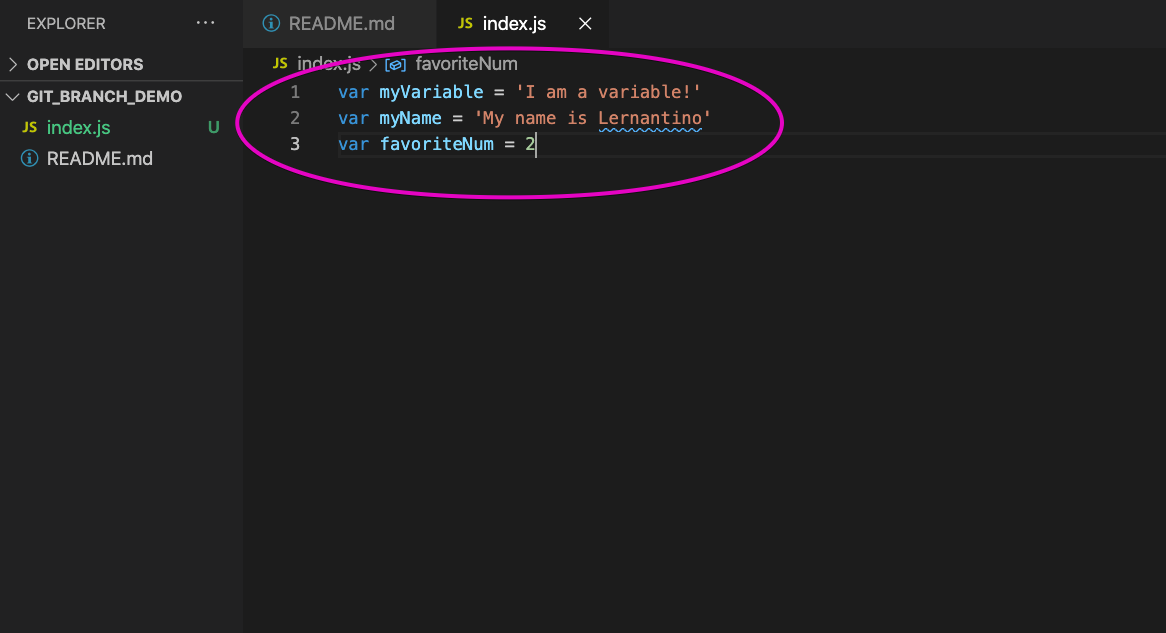 EXPLORER ...
OPEN EDITORS
GIT_BRANCH_DEMO
JS index.js U
README.md
README.md JS index.js
JS index.js > favoriteNum
1 var myVariable = 'I am a variable!'
2 var myName = 'My name is Lernantino'
3 var favoriteNum = 2